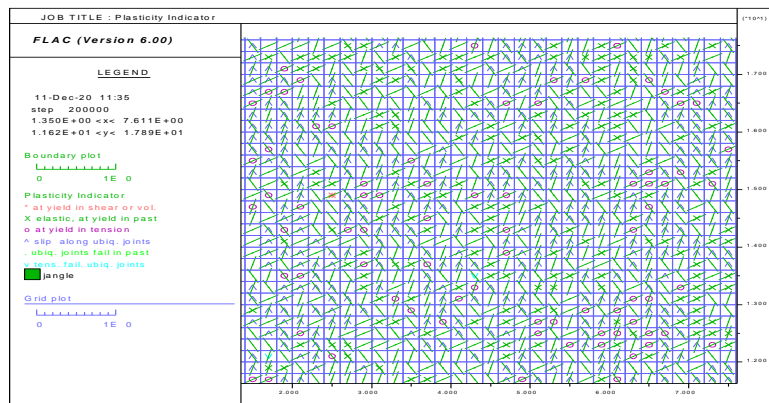 JOB TITLE : Plasticity Indicator
(*10^1)
FLAC (Version 6.00)
LEGEND
11-Dec-20 11:35
step 200000
1.350E+00 <x< 7.611E+00
1.162E+01 <y< 1.789E+01
Boundary plot
0 1E 0
Plasticity Indicator
* at yield in shear or vol.
X elastic, at yield in past
o at yield in tension
^ slip along ubiq. joints
. ubiq. joints fail in past
v tens. fail. ubiq. joints
jangle
Grid plot
0 1E 0
1.700
1.600
1.500
1.400
1.300
1.200
2.000 3.000 4.000 5.000 6.000 7.000